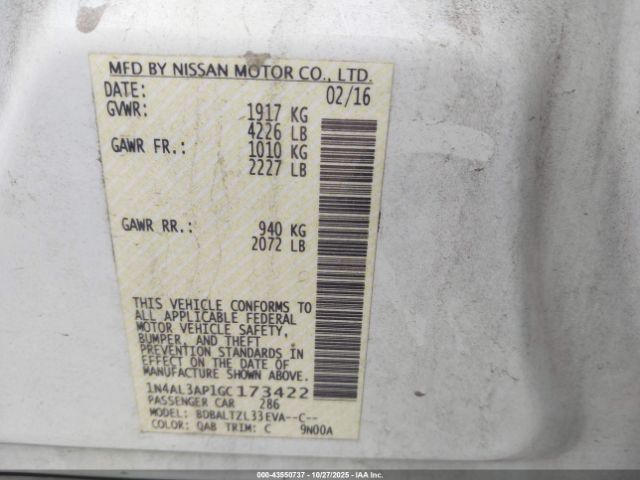 MFD BY NISSAN MOTOR CO., LTD.
DATE: 02/16
GVWR: 1917 KG
4226 LB
GAWR FR.: 1010 KG
2227 LB
GAWR RR.: 940 KG
2072 LB
THIS VEHICLE CONFORMS TO
ALL APPLICABLE FEDERAL
MOTOR VEHICLE SAFETY,
BUMPER, AND THEFT
PREVENTION STANDARDS IN
EFFECT ON THE DATE OF
MANUFACTURE SHOWN ABOVE.
1N4AL3AP1GC173422
PASSENGER CAR 286
MODEL: BDBALTZL33EVA--C--
COLOR: QAB TRIM: C 9N00A
000-43550737 - 10/27/2025 - IAAI.COM